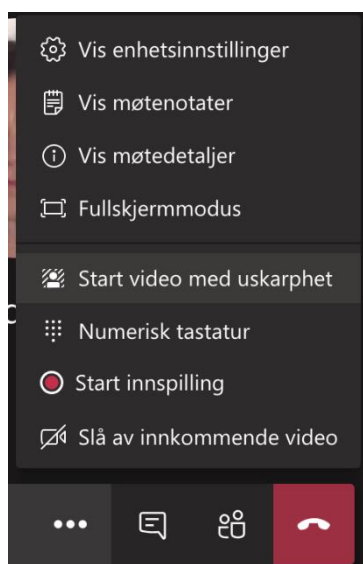 Vis enhetsinnstillinger
Vis møtenotater
Vis møtedetaljer
Fullskjermmodus
Start video med uskarphet
Numerisk tastatur
Start innspilling
Slå av innkommende video